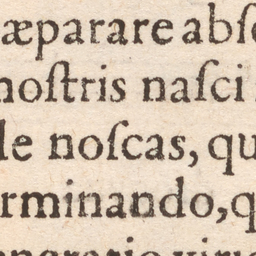 æparare abſ
noſtris naſci
le noſcas, qu
rminando, q